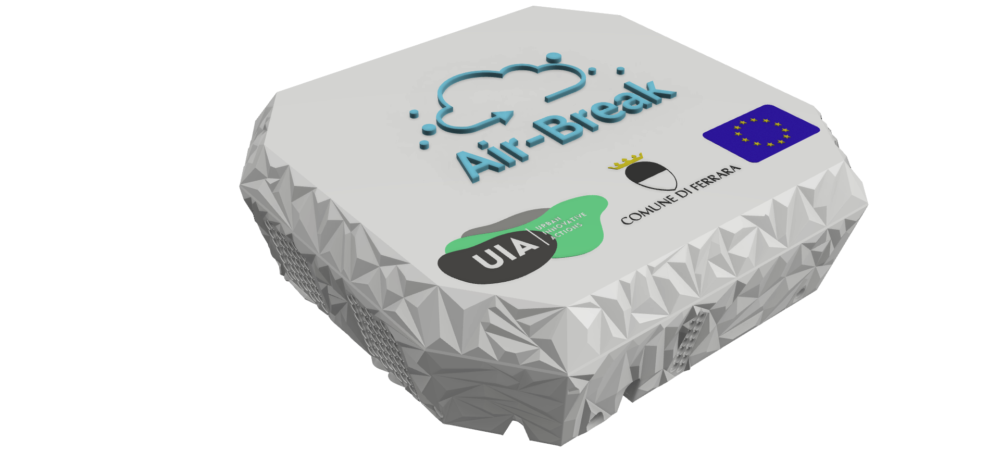 Air-Break
COMUNE DI FERRARA
UIA
URBAN
INNOVATIVE
ACTIONS